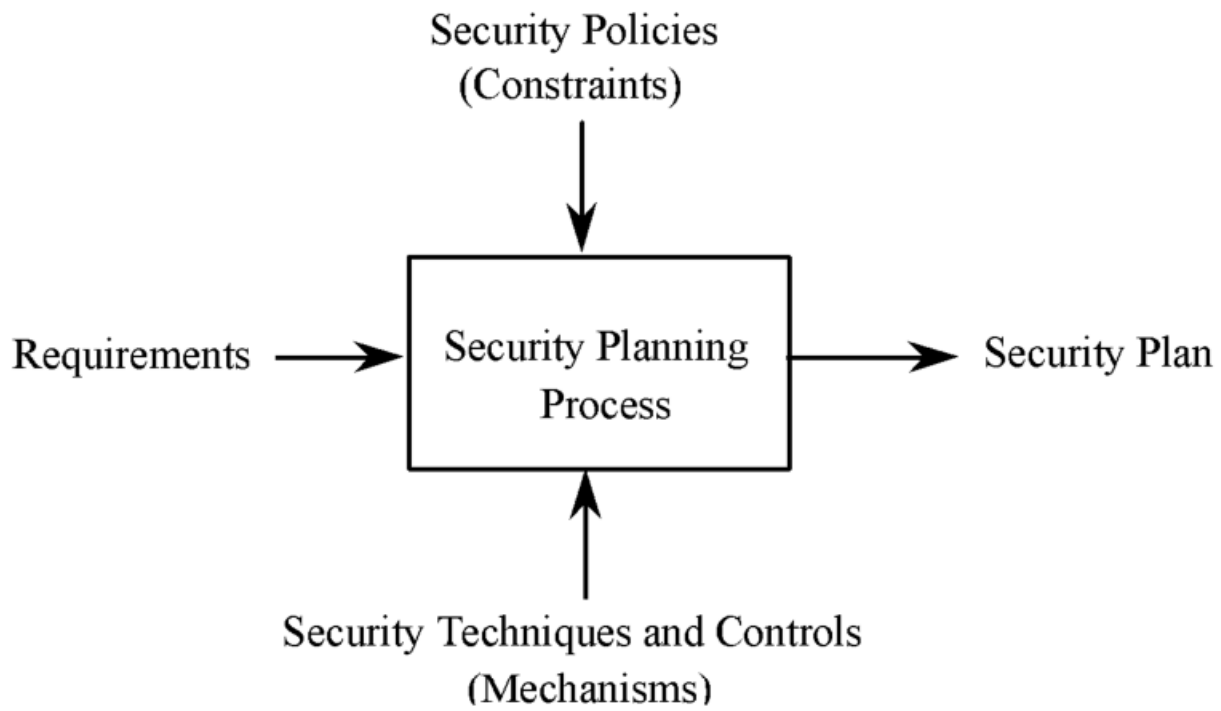 Security Policies
(Constraints)
Requirements
Security Planning
Process
Security Plan
Security Techniques and Controls
(Mechanisms)